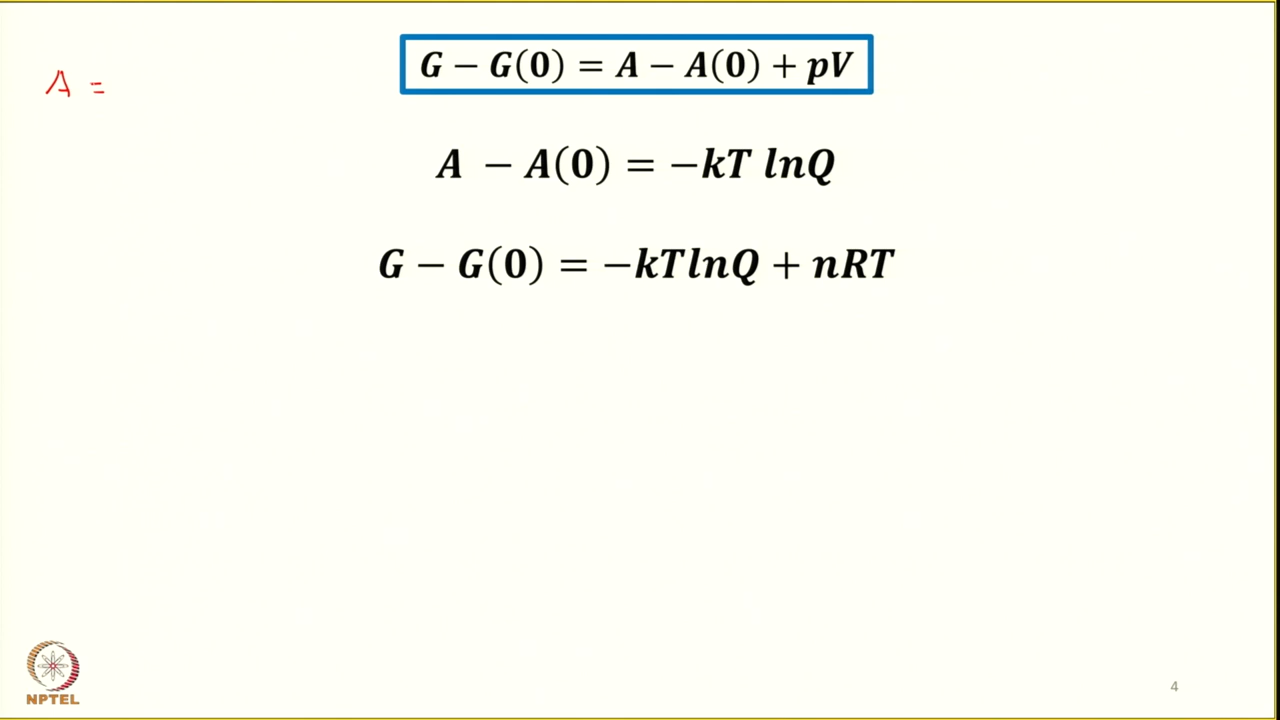 G − G(0) = A − A(0) + pV
A =
A − A(0) = −kT lnQ
G − G(0) = −kTlnQ + nRT
NPTEL
4